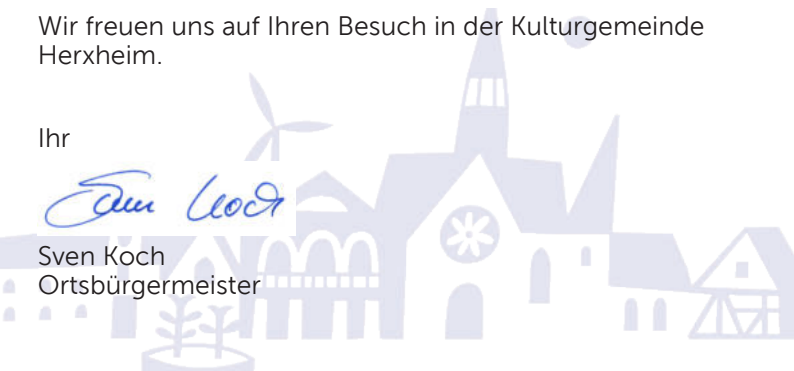 Wir freuen uns auf Ihren Besuch in der Kulturgemeinde
Herxheim.
Ihr
Sven Koch
Sven Koch
Ortsbürgermeister